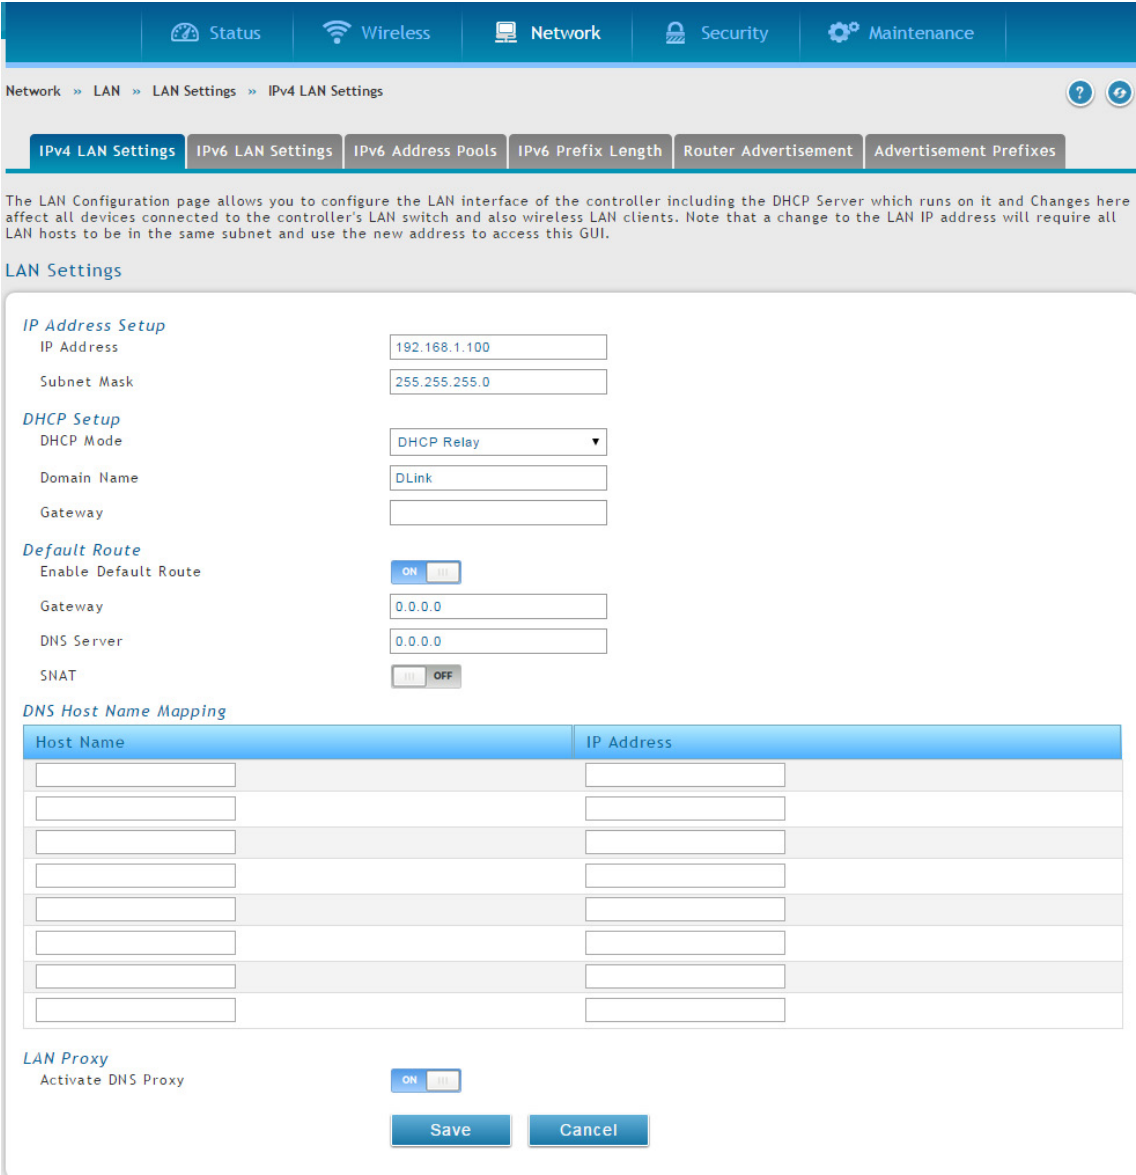 Status Wireless Network Security Maintenance
Network » LAN » LAN Settings » IPv4 LAN Settings
?
IPv4 LAN Settings IPv6 LAN Settings IPv6 Address Pools IPv6 Prefix Length Router Advertisement Advertisement Prefixes
The LAN Configuration page allows you to configure the LAN interface of the controller including the DHCP Server which runs on it and Changes here
affect all devices connected to the controller's LAN switch and also wireless LAN clients. Note that a change to the LAN IP address will require all
LAN hosts to be in the same subnet and use the new address to access this GUI.
LAN Settings
IP Address Setup
IP Address 192.168.1.100
Subnet Mask 255.255.255.0
DHCP Setup
DHCP Mode DHCP Relay
Domain Name DLink
Gateway
Default Route
Enable Default Route ON
Gateway 0.0.0.0
DNS Server 0.0.0.0
SNAT OFF
DNS Host Name Mapping
Host Name IP Address
LAN Proxy
Activate DNS Proxy ON
Save Cancel